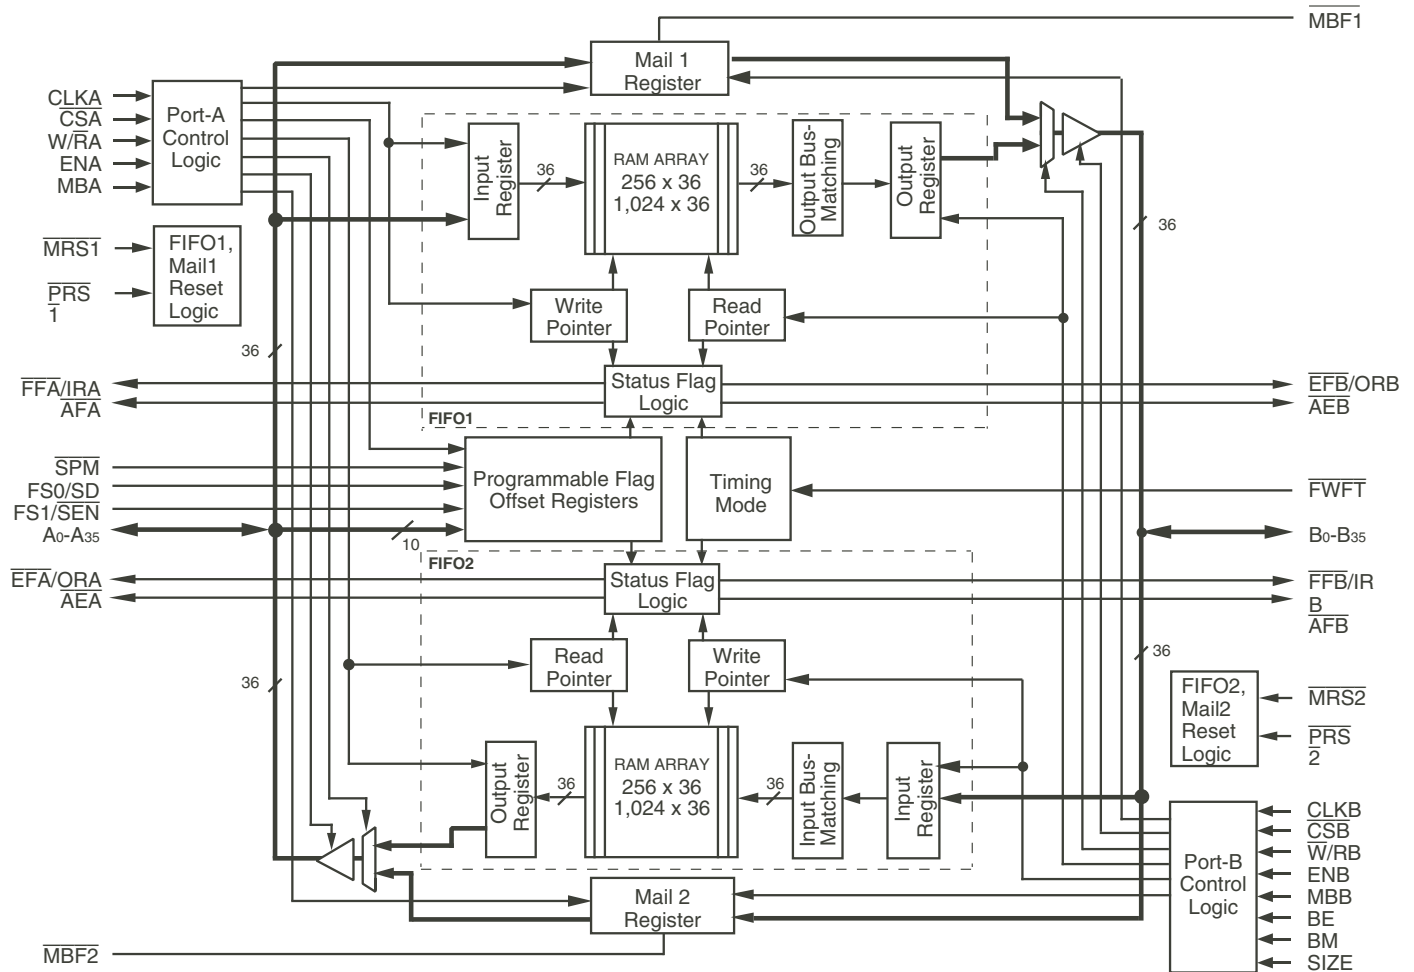 MBF1
Mail 1
Register
CLKA
CSA
W/RA
ENA
MBA
Port-A
Control
Logic
Input
Register
36
RAM ARRAY
256 x 36
1,024 x 36
36
Output Bus-
Matching
Output
Register
36
MRS1
PRS
1
FIFO1,
Mail1
Reset
Logic
Write
Pointer
Read
Pointer
36
FFA/IRA
AFA
Status Flag
Logic
EFB/ORB
AEB
FIFO1
SPM
FS0/SD
FS1/SEN
A0-A35
Programmable Flag
Offset Registers
10
Timing
Mode
FWFT
B0-B35
FIFO2
EFA/ORA
AEA
Status Flag
Logic
FFB/IR
B
AFB
36
Read
Pointer
Write
Pointer
36
FIFO2,
Mail2
Reset
Logic
MRS2
PRS
2
Output
Register
36
RAM ARRAY
256 x 36
1,024 x 36
36
Input Bus-
Matching
Input
Register
Port-B
Control
Logic
CLKB
CSB
W/RB
ENB
MBB
BE
BM
SIZE
Mail 2
Register
MBF2